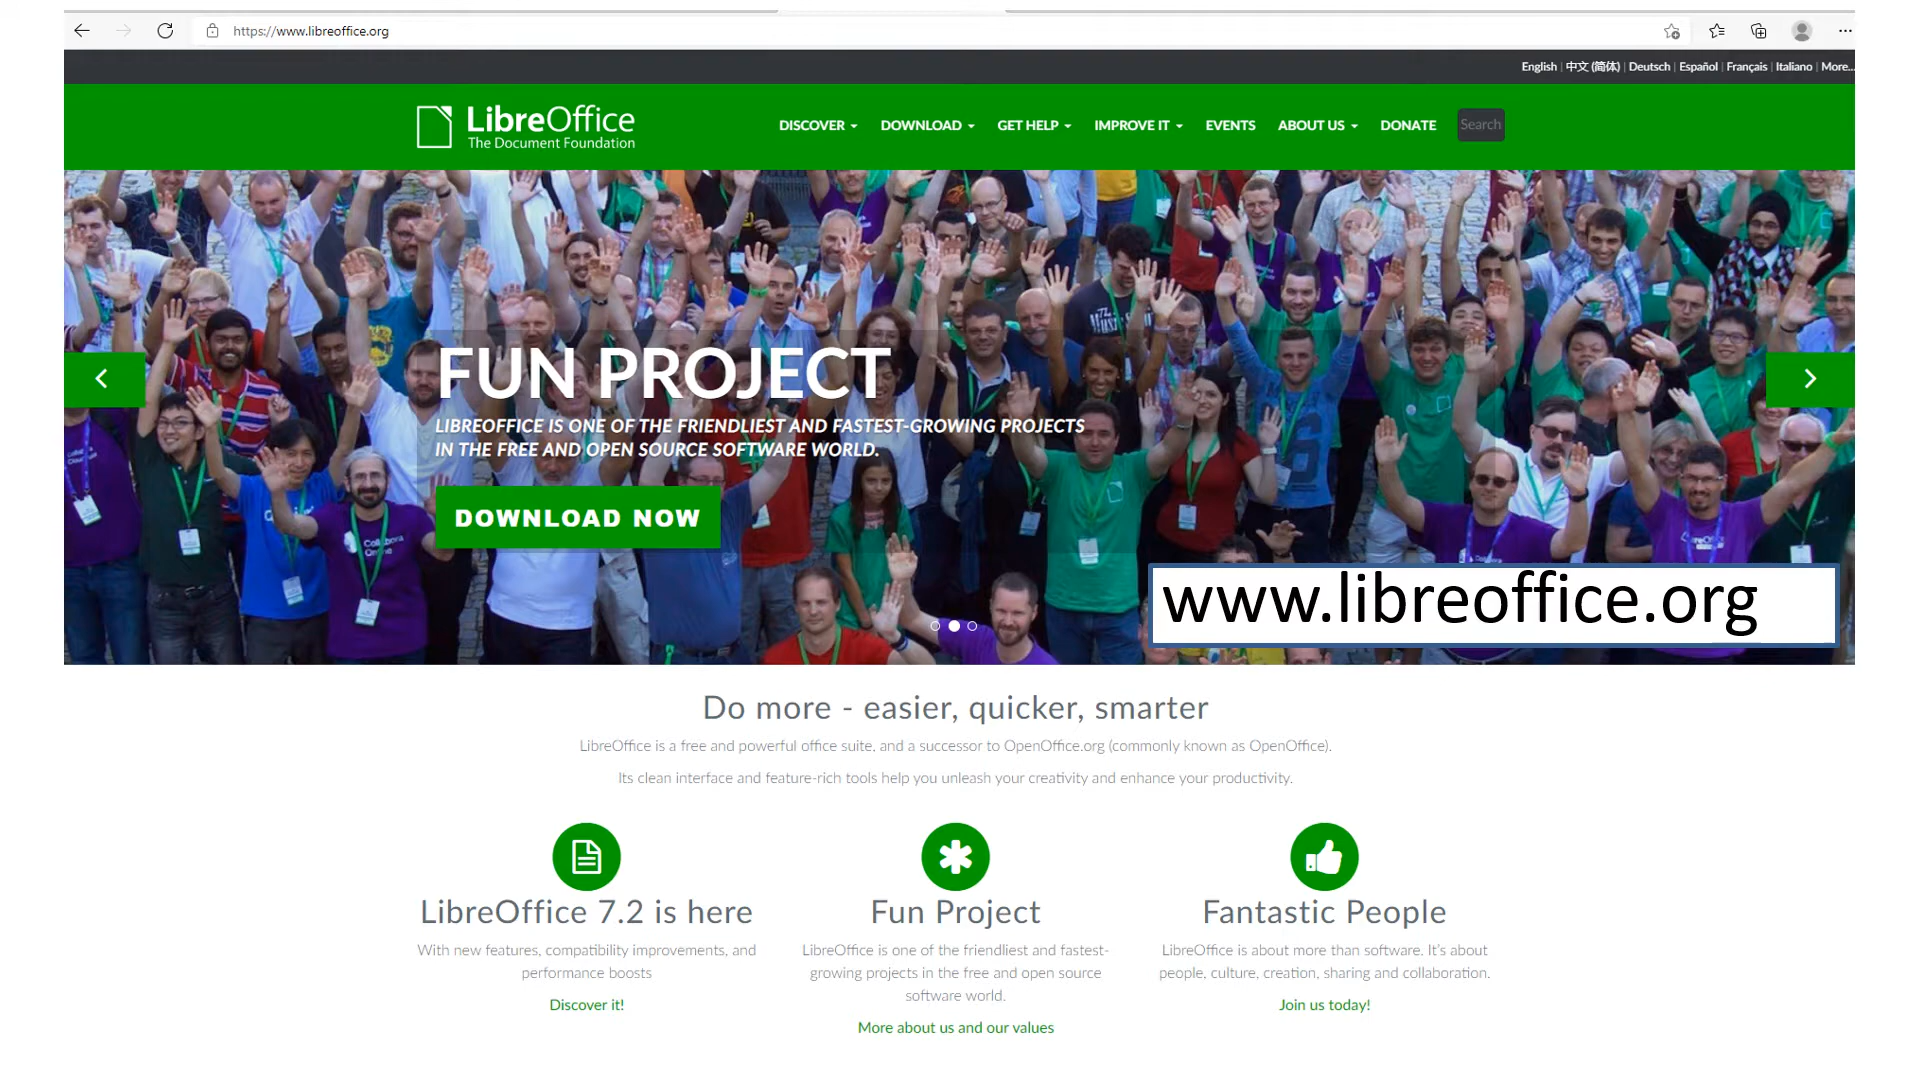 https://www.libreoffice.org
English | 中文 (简体) | Deutsch | Español | Français | Italiano | More...
LibreOffice
The Document Foundation
DISCOVER DOWNLOAD GET HELP IMPROVE IT EVENTS ABOUT US DONATE Search
FUN PROJECT
LIBREOFFICE IS ONE OF THE FRIENDLIEST AND FASTEST-GROWING PROJECTS
IN THE FREE AND OPEN SOURCE SOFTWARE WORLD.
DOWNLOAD NOW
www.libreoffice.org
Do more - easier, quicker, smarter
LibreOffice is a free and powerful office suite, and a successor to OpenOffice.org (commonly known as OpenOffice).
Its clean interface and feature-rich tools help you unleash your creativity and enhance your productivity.
LibreOffice 7.2 is here
With new features, compatibility improvements, and
performance boosts
Discover it!
Fun Project
LibreOffice is one of the friendliest and fastest-
growing projects in the free and open source
software world.
More about us and our values
Fantastic People
LibreOffice is about more than software. It's about
people, culture, creation, sharing and collaboration.
Join us today!